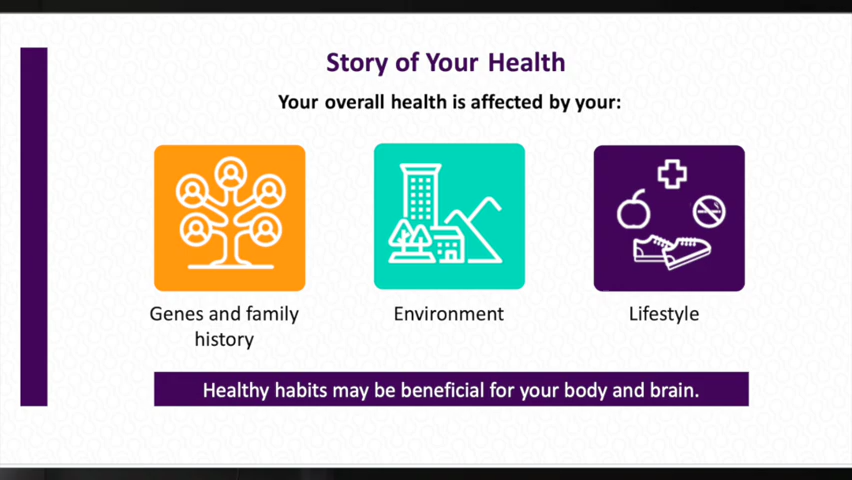 Story of Your Health
Your overall health is affected by your:
Genes and family
history
Environment
Lifestyle
Healthy habits may be beneficial for your body and brain.